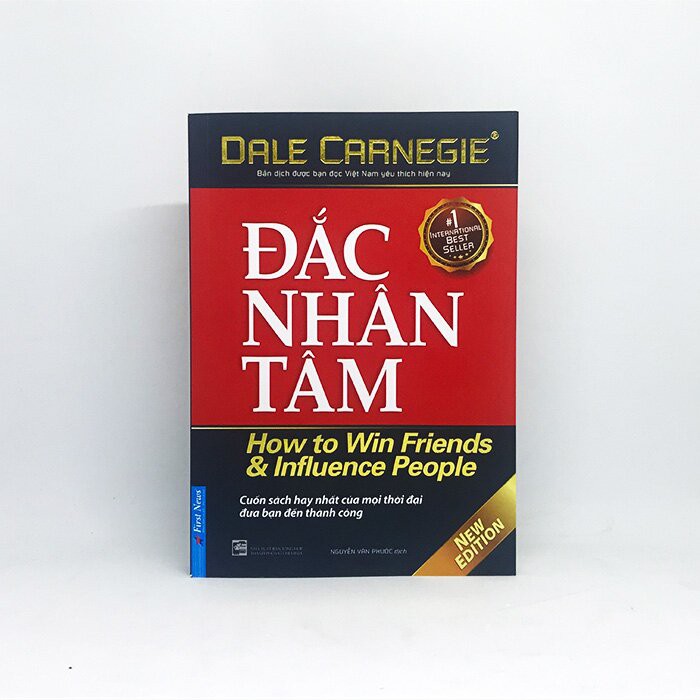 DALE CARNEGIE®
Bản dịch được bạn đọc Việt Nam yêu thích hiện nay
#1
INTERNATIONAL
BEST
SELLER
ĐẮC
NHÂN
TÂM
How to Win Friends
& Influence People
Cuốn sách hay nhất của mọi thời đại
đưa bạn đến thành công
NEW
EDITION
First News
NGUYỄN VĂN PHƯỚC dịch